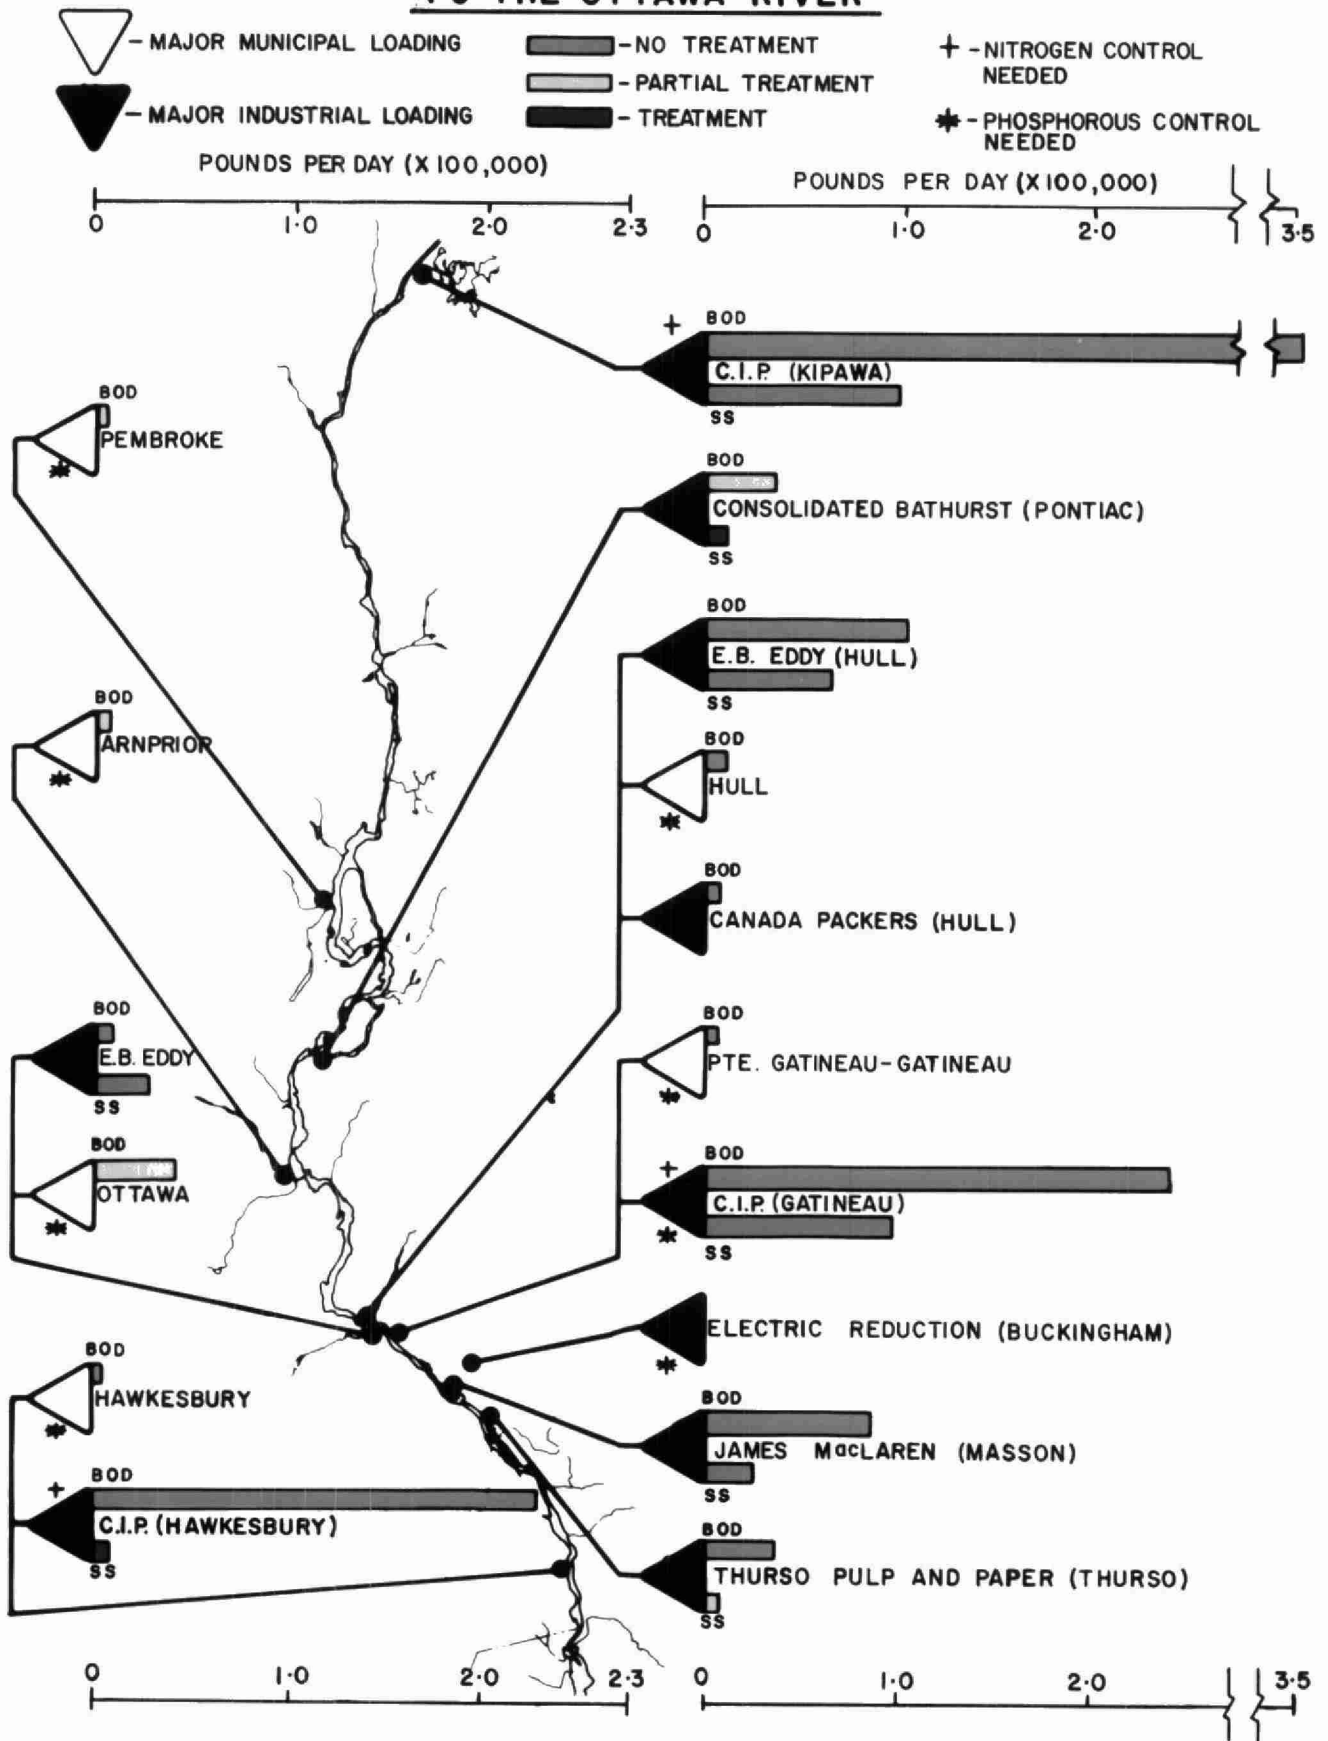 TO THE OTTAWA RIVER
- MAJOR MUNICIPAL LOADING
- MAJOR INDUSTRIAL LOADING
- NO TREATMENT
- PARTIAL TREATMENT
- TREATMENT
+ - NITROGEN CONTROL
NEEDED
* - PHOSPHOROUS CONTROL
NEEDED
POUNDS PER DAY (X 100,000)
0 1.0 2.0 2.3
POUNDS PER DAY (X 100,000)
0 1.0 2.0 3.5
BOD
PEMBROKE
*
BOD
ARNPRIOR
*
BOD
E.B. EDDY
SS
BOD
OTTAWA
*
BOD
HAWKESBURY
*
+ BOD
C.I.P. (HAWKESBURY)
SS
+ BOD
C.I.P. (KIPAWA)
SS
BOD
CONSOLIDATED BATHURST (PONTIAC)
SS
BOD
E.B. EDDY (HULL)
SS
BOD
HULL
*
BOD
CANADA PACKERS (HULL)
BOD
PTE. GATINEAU-GATINEAU
*
+ BOD
C.I.P. (GATINEAU)
* SS
ELECTRIC REDUCTION (BUCKINGHAM)
*
BOD
JAMES MacLAREN (MASSON)
SS
BOD
THURSO PULP AND PAPER (THURSO)
SS
0 1.0 2.0 2.3
0 1.0 2.0 3.5